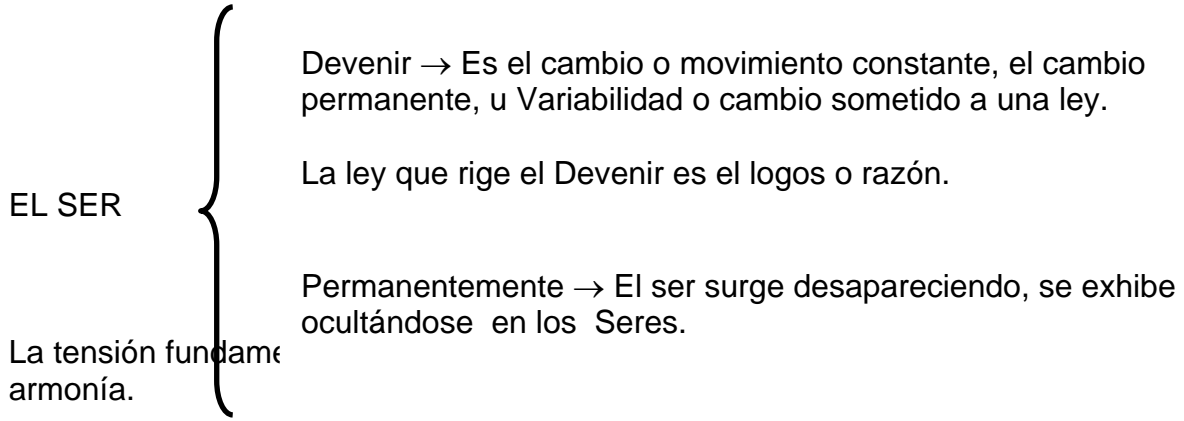 Devenir → Es el cambio o movimiento constante, el cambio
permanente, u Variabilidad o cambio sometido a una ley.
La ley que rige el Devenir es el logos o razón.
EL SER
Permanentemente → El ser surge desapareciendo, se exhibe
ocultándose en los Seres.
La tensión
armonía.